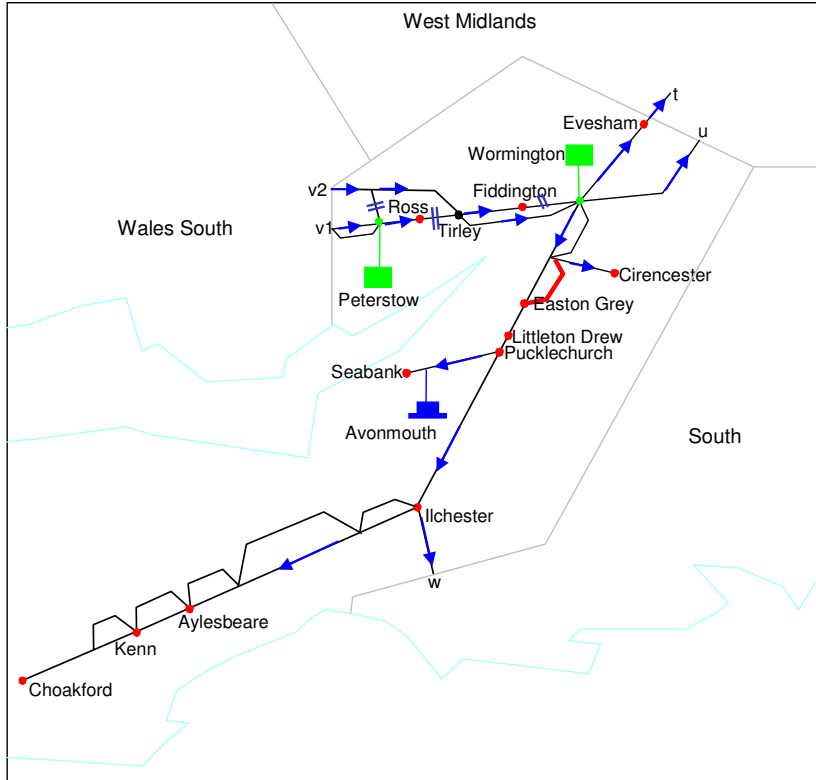 West Midlands
t
Evesham
u
Wormington
v2
Fiddington
Ross
v1
Tirley
Wales South
Cirencester
Peterstow
Easton Grey
Littleton Drew
Pucklechurch
Seabank
Avonmouth
South
Ilchester
w
Aylesbeare
Kenn
Choakford